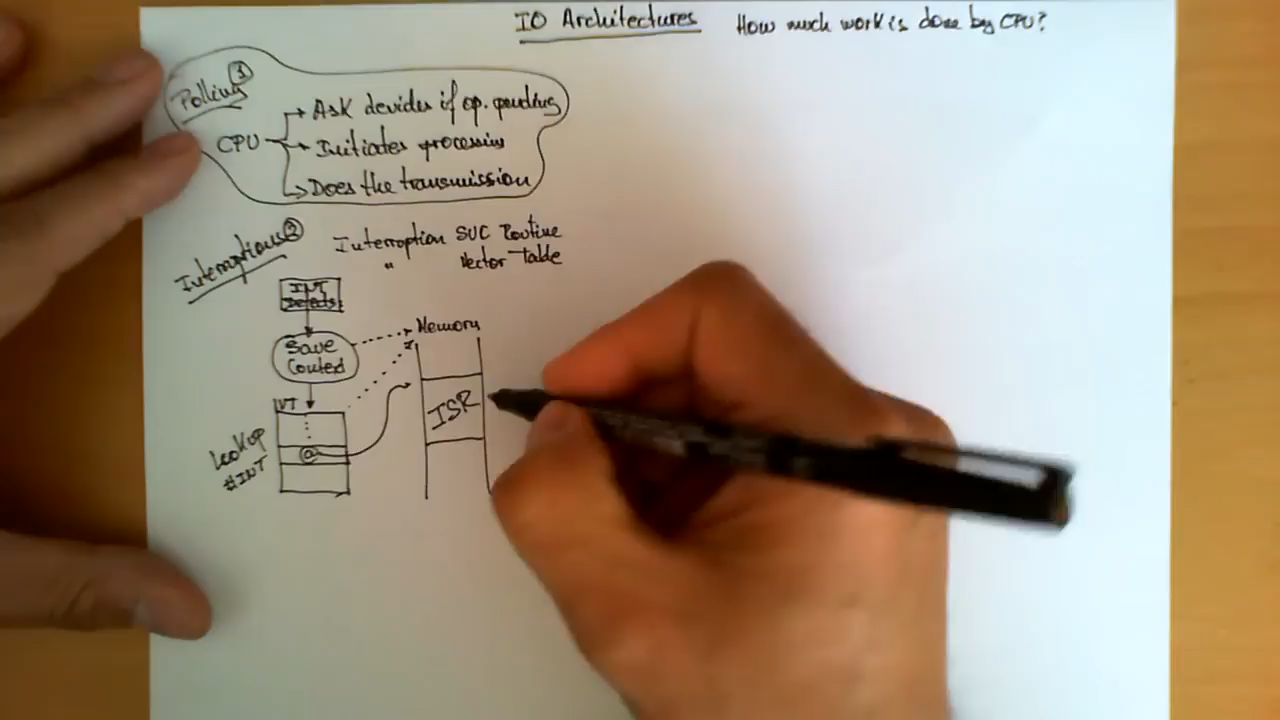 IO Architectures How much work is done by CPU?
Polling 1
CPU
Ask devides if op. pending
Initiates processing
Does the transmission
Interruptions 2
Interruption SVC Routine
" Vector Table
INT
Detects
Save
Context
Memory
VT
ISR
Lookup
#INT
@